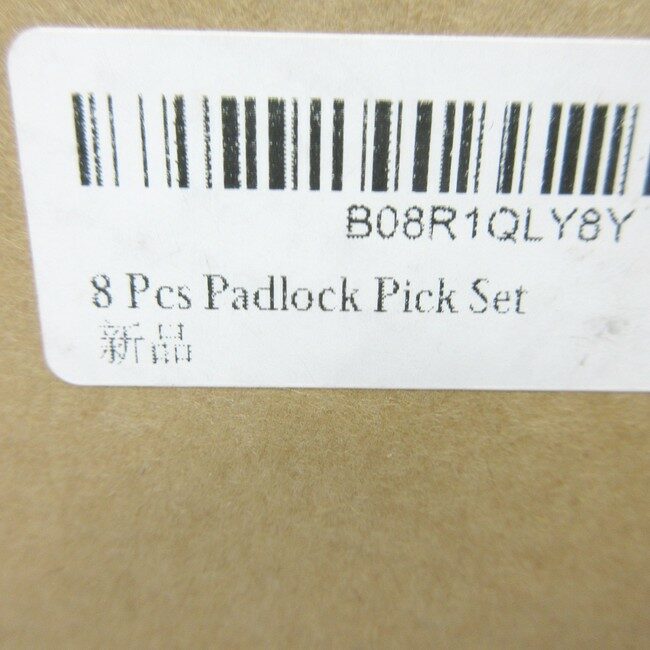 B08R1QLY8Y
8 Pcs Padlock Pick Set
新品